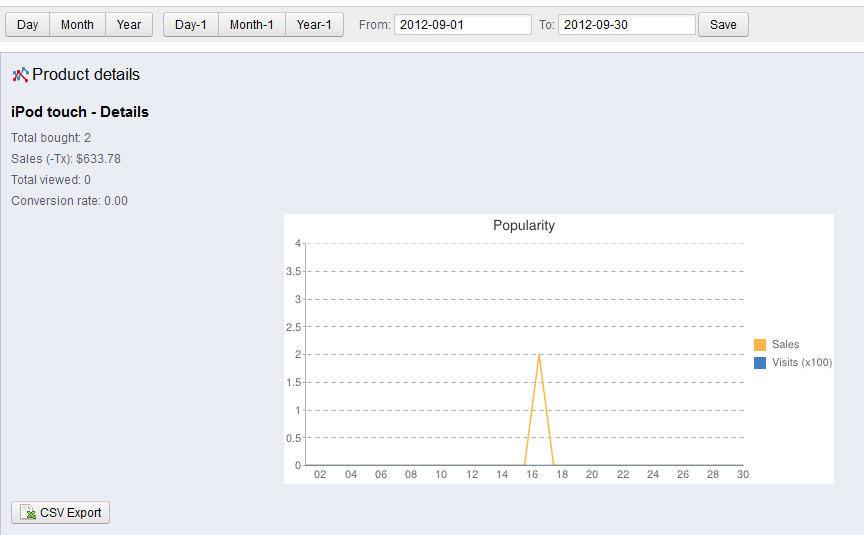 Day Month Year Day-1 Month-1 Year-1 From: 2012-09-01 To: 2012-09-30 Save
Product details
iPod touch - Details
Total bought: 2
Sales (-Tx): $633.78
Total viewed: 0
Conversion rate: 0.00
Popularity
4
3.5
3
2.5
2
1.5
1
0.5
0
02 04 06 08 10 12 14 16 18 20 22 24 26 28 30
Sales
Visits (x100)
CSV Export